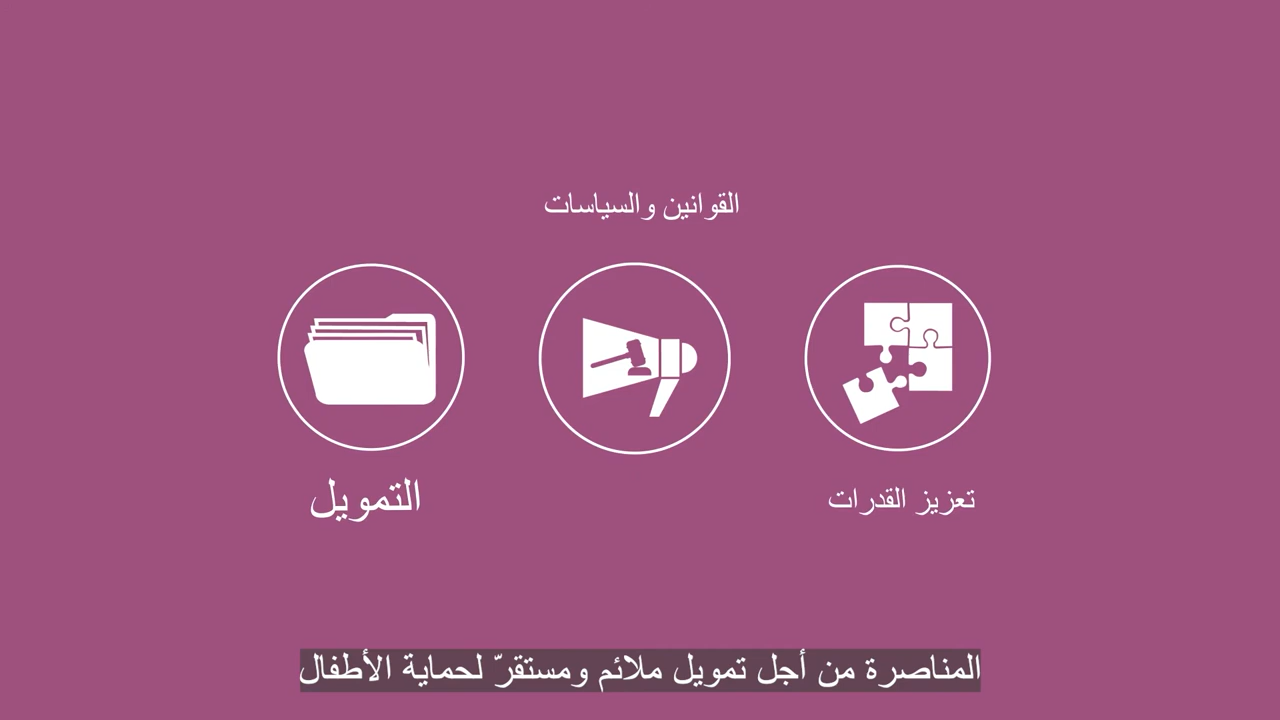 القوانين والسياسات
تعزيز القدرات
التمويل
المناصرة من أجل تمويل ملائم ومستقرّ لحماية الأطفال